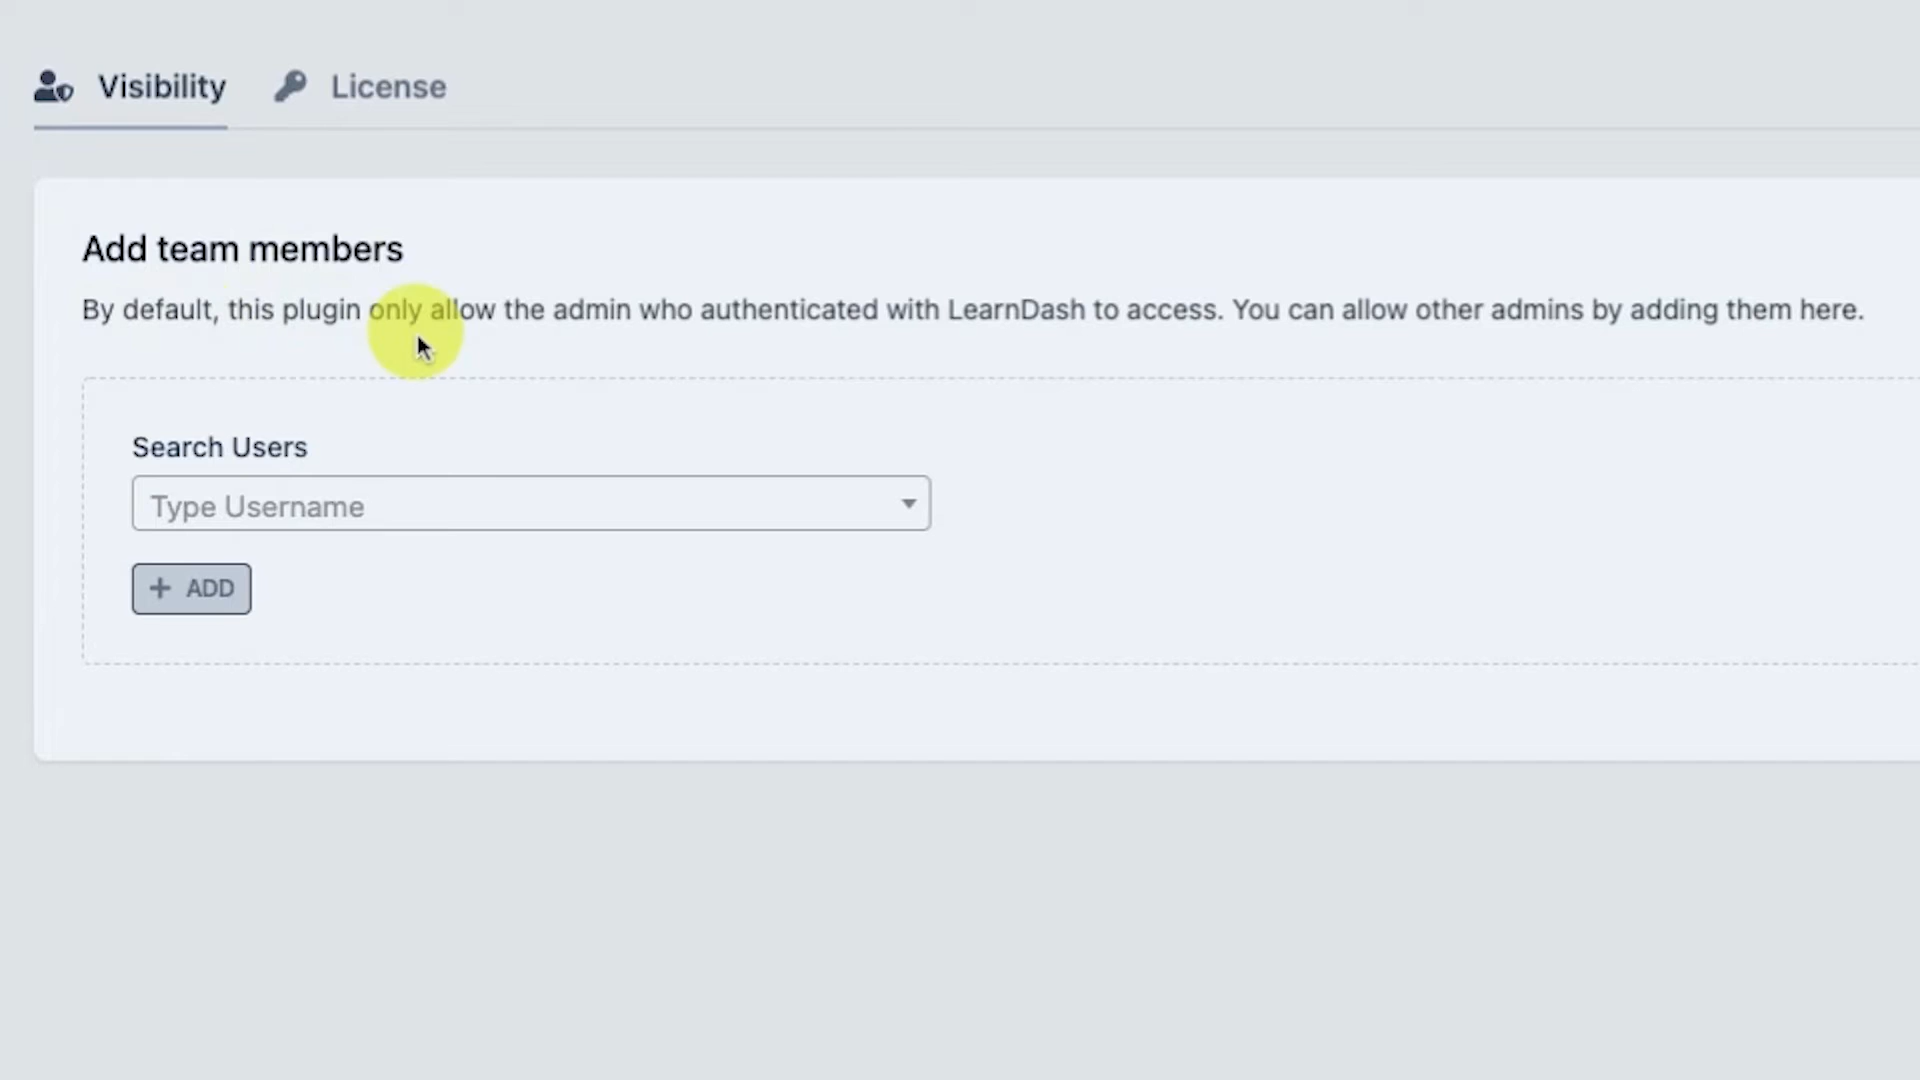 Visibility
License
Add team members
By default, this plugin only allow the admin who authenticated with LearnDash to access. You can allow other admins by adding them here.
Search Users
Type Username
+ ADD